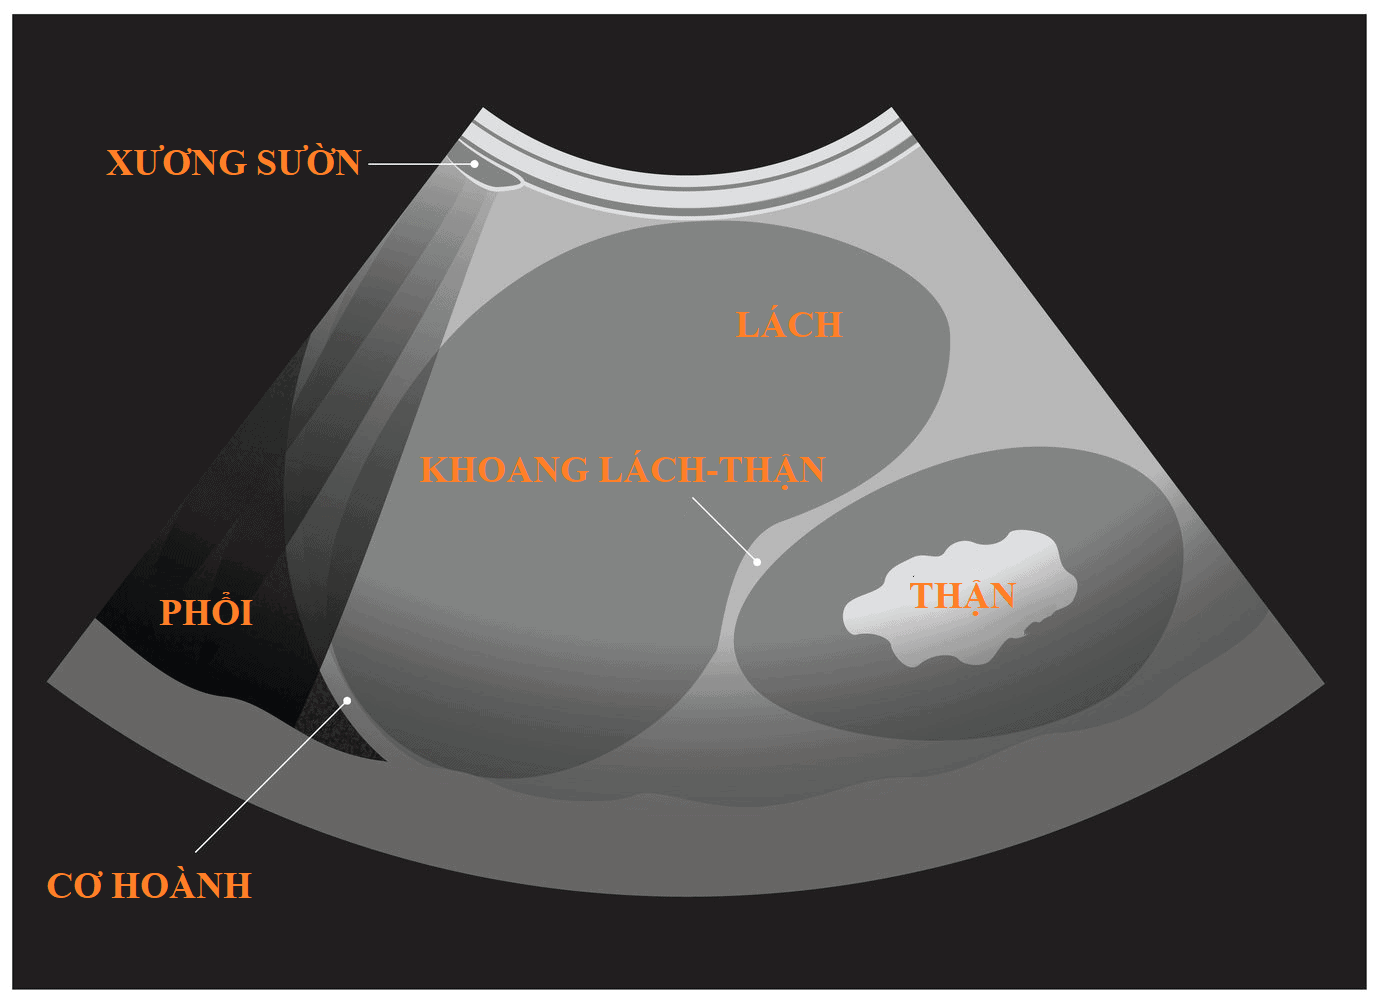 XƯƠNG SƯỜN
LÁCH
KHOANG LÁCH-THẬN
THẬN
PHỔI
CƠ HOÀNH